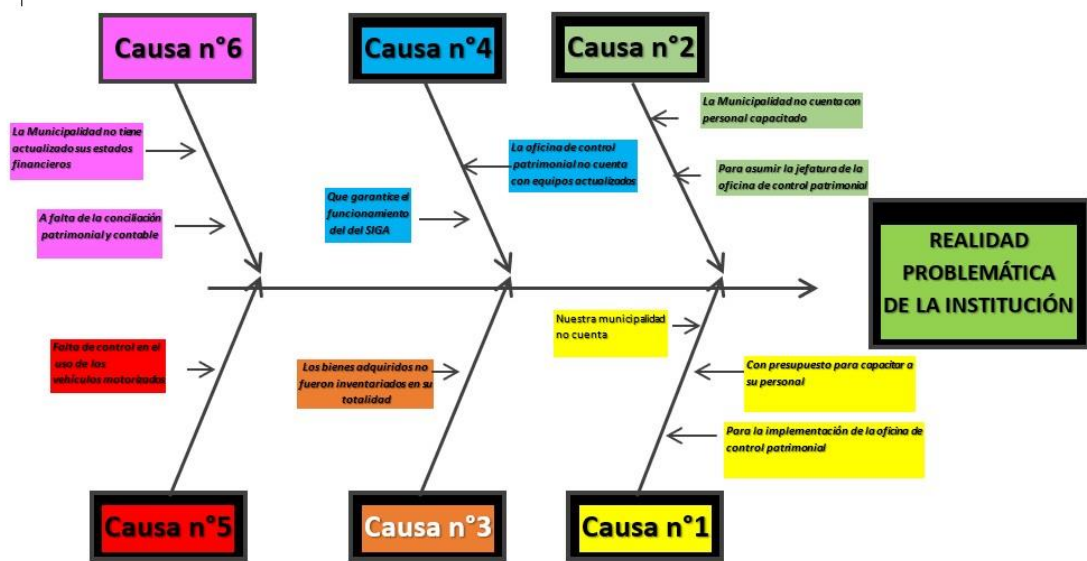 Causa n°6
Causa n°4
Causa n°2
La Municipalidad no tiene
actualizado sus estados
financieros
A falta de la conciliación
patrimonial y contable
La oficina de control
patrimonial no cuenta
con equipos actualizados
Que garantice el
funcionamiento
del del SIGA
La Municipalidad no cuenta con
personal capacitado
Para asumir la jefatura de la
oficina de control patrimonial
REALIDAD
PROBLEMÁTICA
DE LA INSTITUCIÓN
Falta de control en el
uso de los
vehículos motorizados
Los bienes adquiridos no
fueron inventariados en su
totalidad
Nuestra municipalidad
no cuenta
Con presupuesto para capacitar a
su personal
Para la implementación de la oficina de
control patrimonial
Causa n°5
Causa n°3
Causa n°1